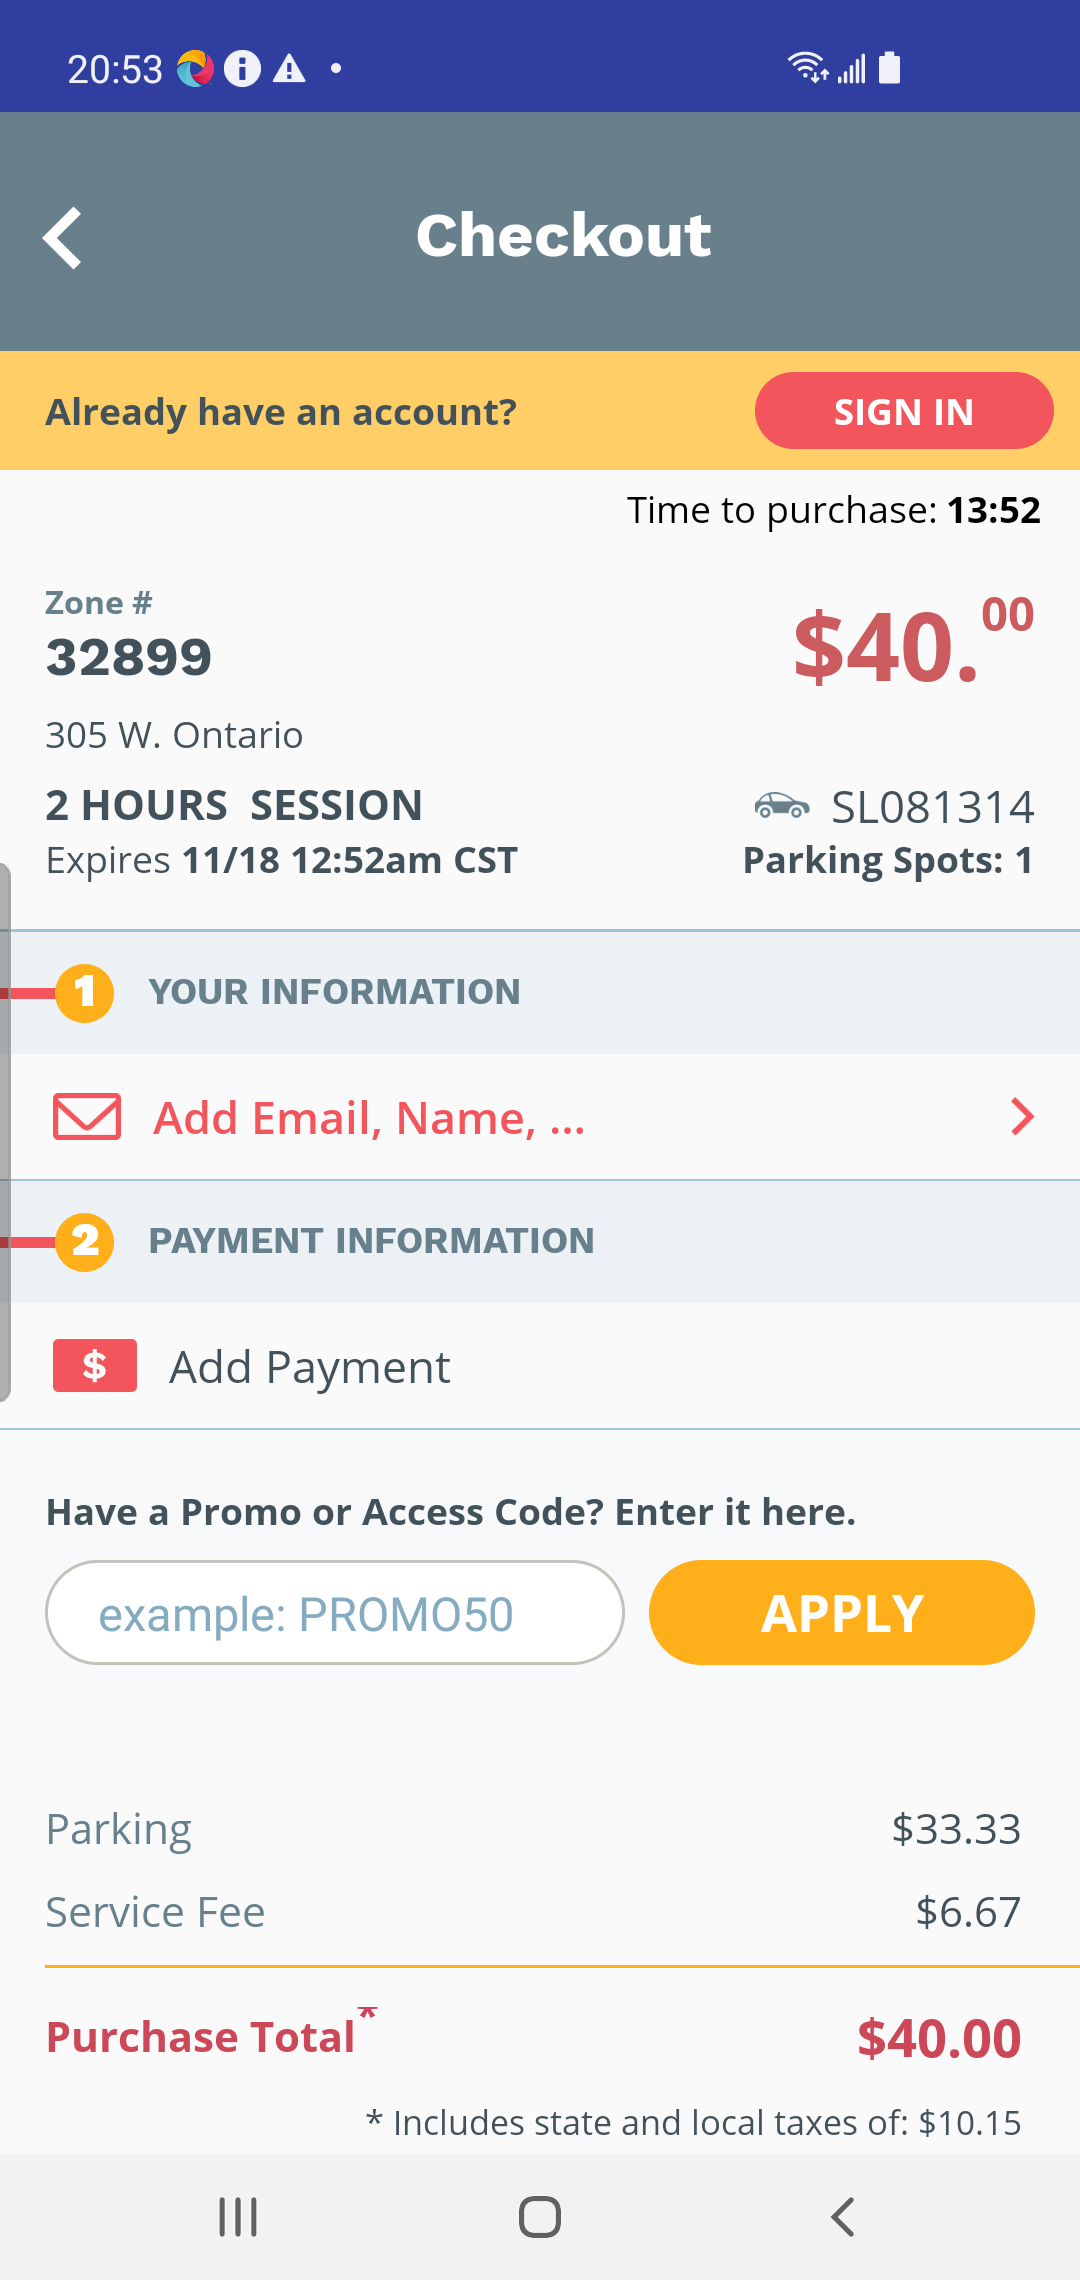 20:53
Checkout
Already have an account?
SIGN IN
Time to purchase: 13:52
Zone #
32899
$40.00
305 W. Ontario
2 HOURS SESSION
SL081314
Expires 11/18 12:52am CST
Parking Spots: 1
1 YOUR INFORMATION
Add Email, Name, ...
2 PAYMENT INFORMATION
$ Add Payment
Have a Promo or Access Code? Enter it here.
example: PROMO50
APPLY
Parking $33.33
Service Fee $6.67
Purchase Total* $40.00
* Includes state and local taxes of: $10.15